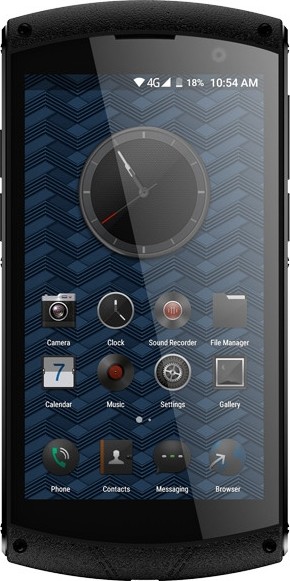 4G 18% 10:54 AM
Camera Clock Sound Recorder File Manager
7
Calendar Music Settings Gallery
Phone Contacts Messaging Browser